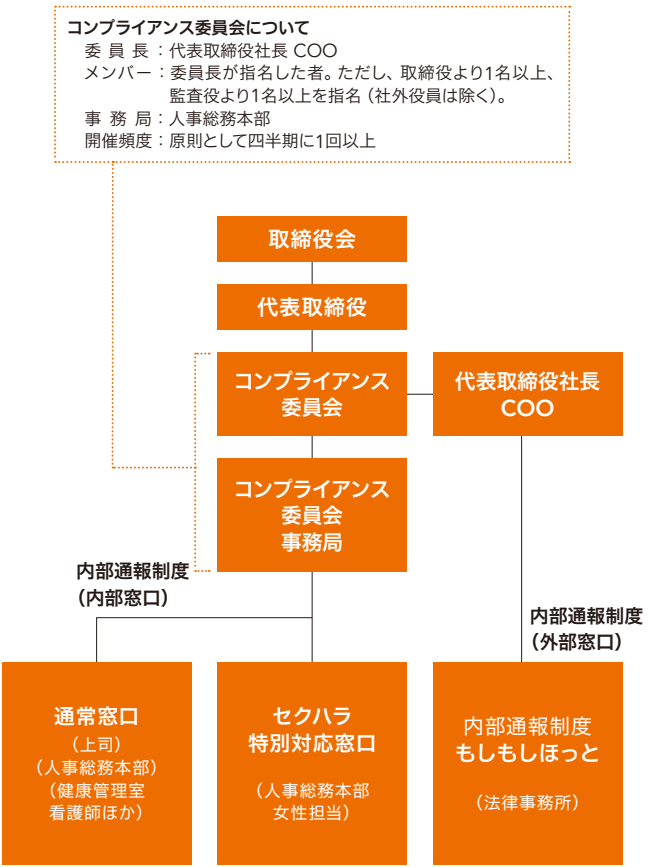 コンプライアンス委員会について
委員長：代表取締役社長 COO
メンバー：委員長が指名した者。ただし、取締役より1名以上、
監査役より1名以上を指名（社外役員は除く）。
事務局：人事総務本部
開催頻度：原則として四半期に1回以上
取締役会
代表取締役
コンプライアンス
委員会
代表取締役社長
COO
コンプライアンス
委員会
事務局
内部通報制度
（内部窓口）
内部通報制度
（外部窓口）
通常窓口
（上司）
（人事総務本部）
（健康管理室
看護師ほか）
セクハラ
特別対応窓口
（人事総務本部
女性担当）
内部通報制度
もしもしほっと
（法律事務所）